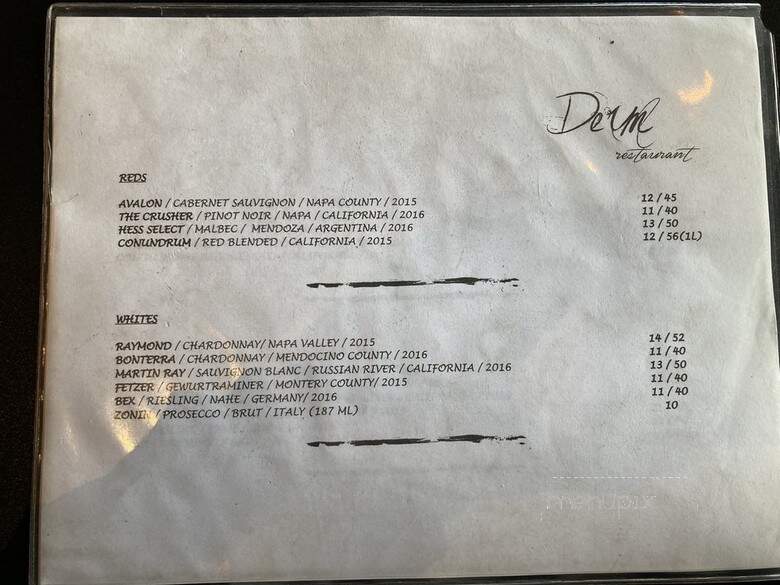 Derm
restaurant
REDS
AVALON / CABERNET SAUVIGNON / NAPA COUNTY / 2015 12 / 45
THE CRUSHER / PINOT NOIR / NAPA / CALIFORNIA / 2016 11 / 40
HESS SELECT / MALBEC / MENDOZA / ARGENTINA / 2016 13 / 50
CONUNDRUM / RED BLENDED / CALIFORNIA / 2015 12 / 56(1L)
WHITES
RAYMOND / CHARDONNAY/ NAPA VALLEY / 2015 14 / 52
BONTERRA / CHARDONNAY / MENDOCINO COUNTY / 2016 11 / 40
MARTIN RAY / SAUVIGNON BLANC / RUSSIAN RIVER / CALIFORNIA / 2016 13 / 50
FETZER / GEWURTRAMINER / MONTERY COUNTY/ 2015 11 / 40
BEX / RIESLING / NAHE / GERMANY/ 2016 11 / 40
ZONIN / PROSECCO / BRUT / ITALY (187 ML) 10
menupix